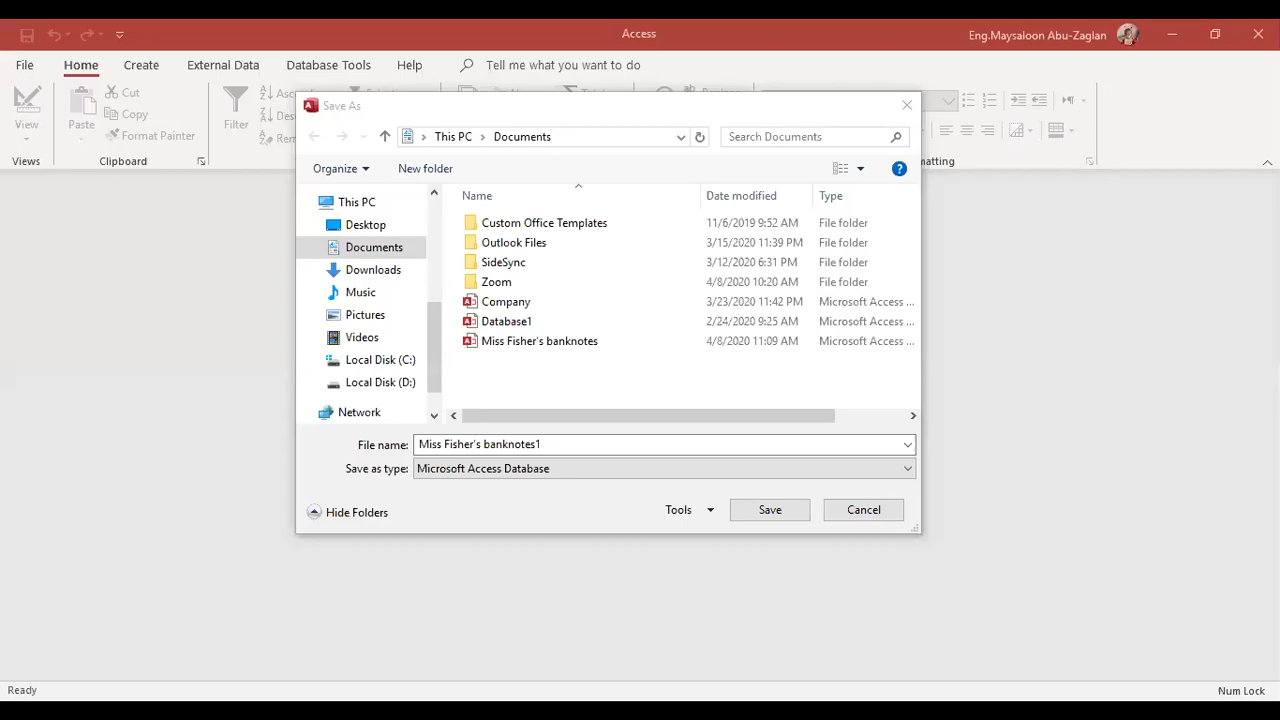 Access
Eng.Maysaloon Abu-Zaglan
File Home Create External Data Database Tools Help Tell me what you want to do
View
Views
Paste
Cut
Copy
Format Painter
Clipboard
Filter
Save As
This PC Documents
Search Documents
Organize New folder
This PC
Desktop
Documents
Downloads
Music
Pictures
Videos
Local Disk (C:)
Local Disk (D:)
Network
Name Date modified Type
Custom Office Templates 11/6/2019 9:52 AM File folder
Outlook Files 3/15/2020 11:39 PM File folder
SideSync 3/12/2020 6:31 PM File folder
Zoom 4/8/2020 10:20 AM File folder
Company 3/23/2020 11:42 PM Microsoft Access ...
Database1 2/24/2020 9:25 AM Microsoft Access ...
Miss Fisher's banknotes 4/8/2020 11:09 AM Microsoft Access ...
File name: Miss Fisher's banknotes1
Save as type: Microsoft Access Database
Hide Folders Tools Save Cancel
Ready Num Lock